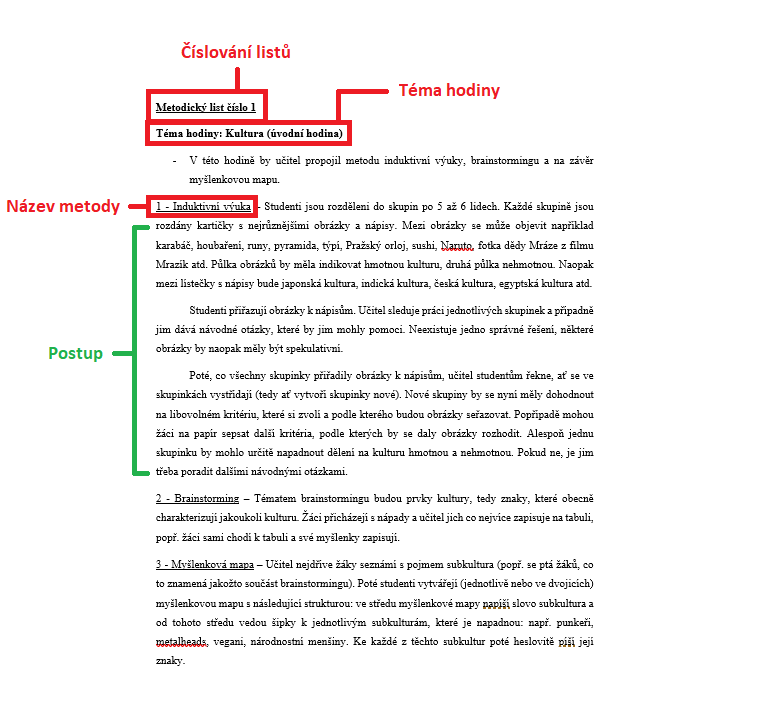 Číslování listů
Téma hodiny
Metodický list číslo 1
Téma hodiny: Kultura (úvodní hodina)
- V této hodině by učitel propojil metodu induktivní výuky, brainstormingu a na závěr
myšlenkovou mapu.
Název metody
1 - Induktivní výuka - Studenti jsou rozděleni do skupin po 5 až 6 lidech. Každé skupině jsou
rozdány kartičky s nejrůznějšími obrázky a nápisy. Mezi obrázky se může objevit například
karabáč, houbaření, runy, pyramida, týpí, Pražský orloj, sushi, Naruto, fotka dědy Mráze z filmu
Mrazík atd. Půlka obrázků by měla indikovat hmotnou kulturu, druhá půlka nehmotnou. Naopak
mezi lístečky s nápisy bude japonská kultura, indická kultura, česká kultura, egyptská kultura atd.
Studenti přiřazují obrázky k nápisům. Učitel sleduje práci jednotlivých skupinek a případně
jim dává návodné otázky, které by jim mohly pomoci. Neexistuje jedno správné řešení, některé
obrázky by naopak měly být spekulativní.
Postup
Poté, co všechny skupinky přiřadily obrázky k nápisům, učitel studentům řekne, ať se ve
skupinkách vystřídají (tedy ať vytvoří skupinky nové). Nové skupiny by se nyní měly dohodnout
na libovolném kritériu, které si zvolí a podle kterého budou obrázky seřazovat. Popřípadě mohou
žáci na papír sepsat další kritéria, podle kterých by se daly obrázky rozhodit. Alespoň jednu
skupinku by mohlo určitě napadnout dělení na kulturu hmotnou a nehmotnou. Pokud ne, je jim
třeba poradit dalšími návodnými otázkami.
2 - Brainstorming – Tématem brainstormingu budou prvky kultury, tedy znaky, které obecně
charakterizují jakoukoli kulturu. Žáci přicházejí s nápady a učitel jich co nejvíce zapisuje na tabuli,
popř. žáci sami chodí k tabuli a své myšlenky zapisují.
3 - Myšlenková mapa – Učitel nejdříve žáky seznámí s pojmem subkultura (popř. se ptá žáků, co
to znamená jakožto součást brainstormingu). Poté studenti vytvářejí (jednotlivě nebo ve dvojicích)
myšlenkovou mapu s následující strukturou: ve středu myšlenkové mapy napíší slovo subkultura a
od tohoto středu vedou šipky k jednotlivým subkulturám, které je napadnou: např. punkeři,
metalheads, vegani, národnostní menšiny. Ke každé z těchto subkultur poté heslovitě píší její
znaky.